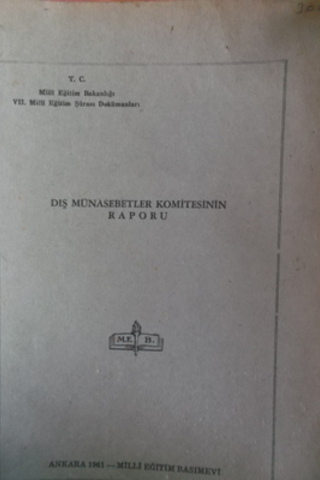 T. C.
Milli Eğitim Bakanlığı
VII. Milli Eğitim Şûrası Dokümanları
DIŞ MÜNASEBETLER KOMİTESİNİN
RAPORU
M.E. B.
ANKARA 1961 — MİLLİ EĞİTİM BASIMEVİ